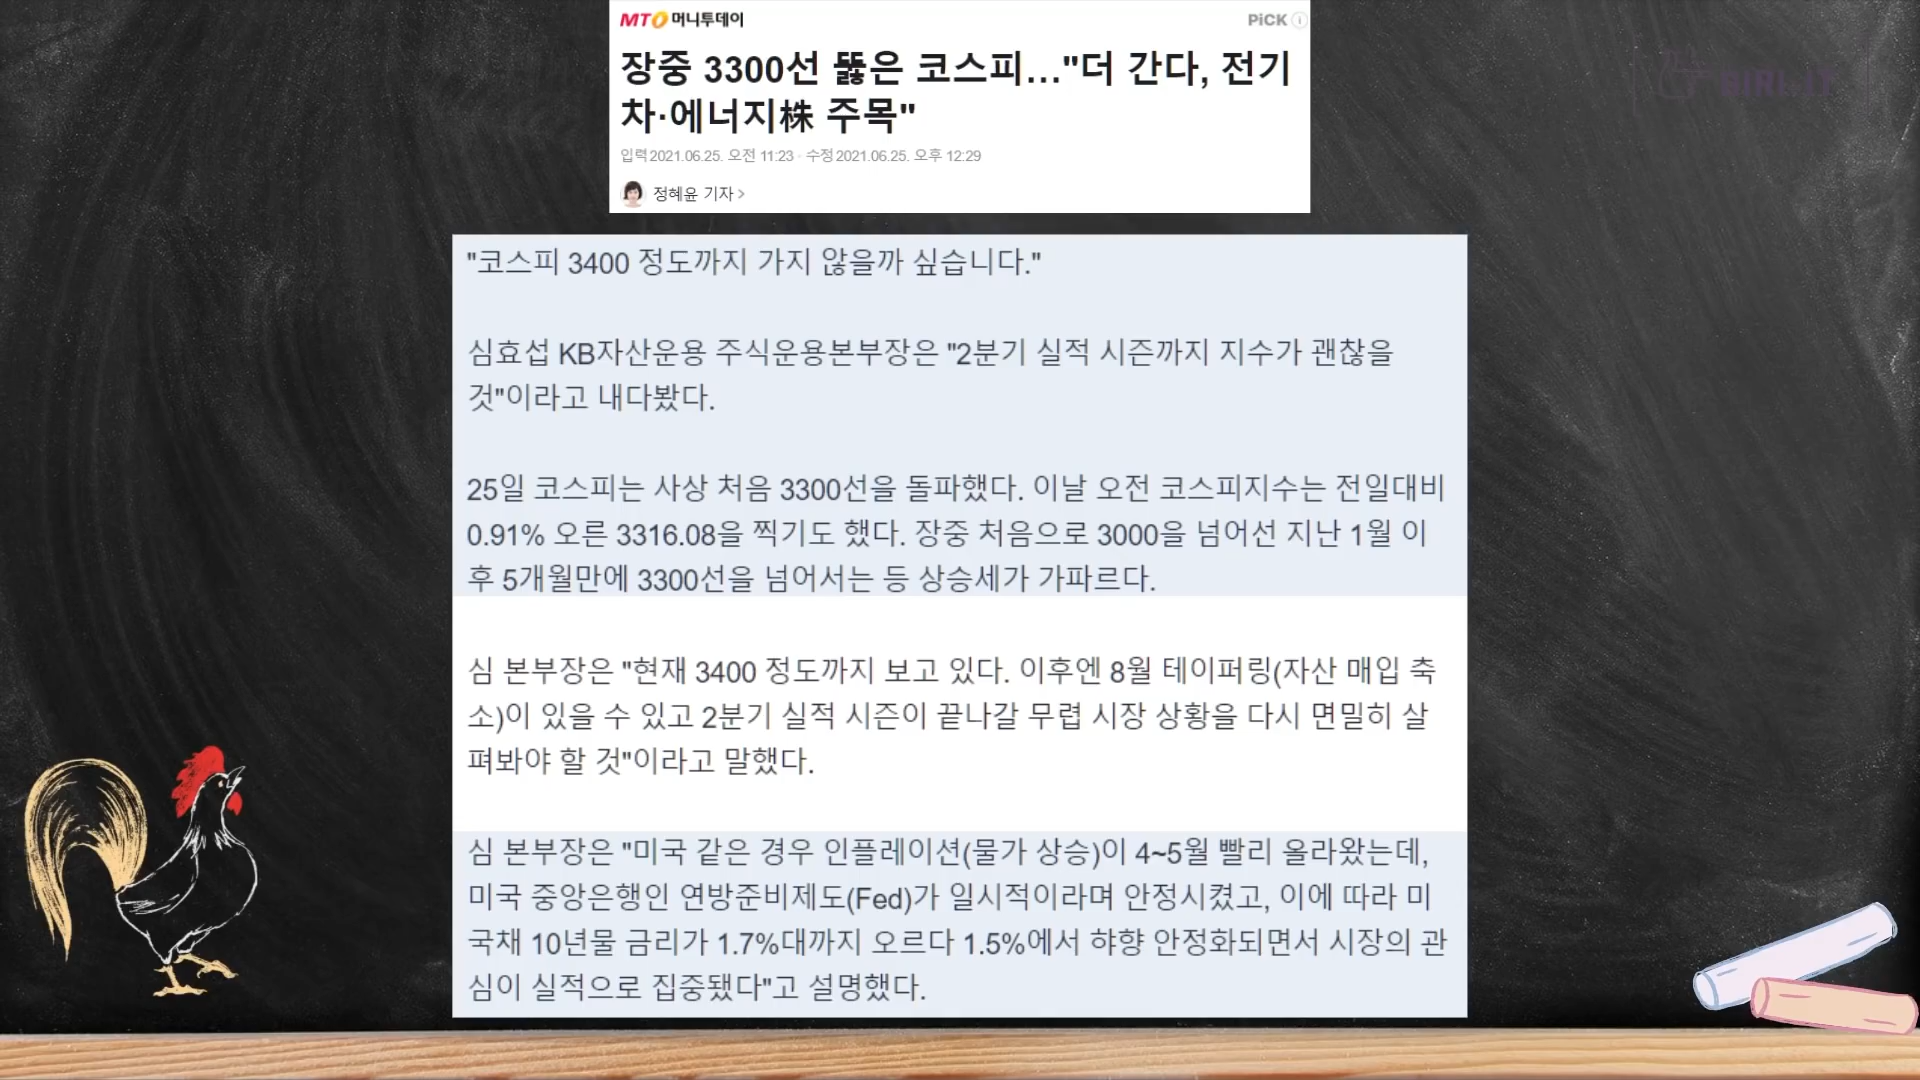 MTO 머니투데이
PiCK
장중 3300선 뚫은 코스피…"더 간다, 전기
차·에너지株 주목"
입력2021.06.25. 오전 11:23 · 수정2021.06.25. 오후 12:29
정혜윤 기자 >
"코스피 3400 정도까지 가지 않을까 싶습니다."
심효섭 KB자산운용 주식운용본부장은 "2분기 실적 시즌까지 지수가 괜찮을
것"이라고 내다봤다.
25일 코스피는 사상 처음 3300선을 돌파했다. 이날 오전 코스피지수는 전일대비
0.91% 오른 3316.08을 찍기도 했다. 장중 처음으로 3000을 넘어선 지난 1월 이
후 5개월만에 3300선을 넘어서는 등 상승세가 가파르다.
심 본부장은 "현재 3400 정도까지 보고 있다. 이후엔 8월 테이퍼링(자산 매입 축
소)이 있을 수 있고 2분기 실적 시즌이 끝나갈 무렵 시장 상황을 다시 면밀히 살
펴봐야 할 것"이라고 말했다.
심 본부장은 "미국 같은 경우 인플레이션(물가 상승)이 4~5월 빨리 올라왔는데,
미국 중앙은행인 연방준비제도(Fed)가 일시적이라며 안정시켰고, 이에 따라 미
국채 10년물 금리가 1.7%대까지 오르다 1.5%에서 햐향 안정화되면서 시장의 관
심이 실적으로 집중됐다"고 설명했다.